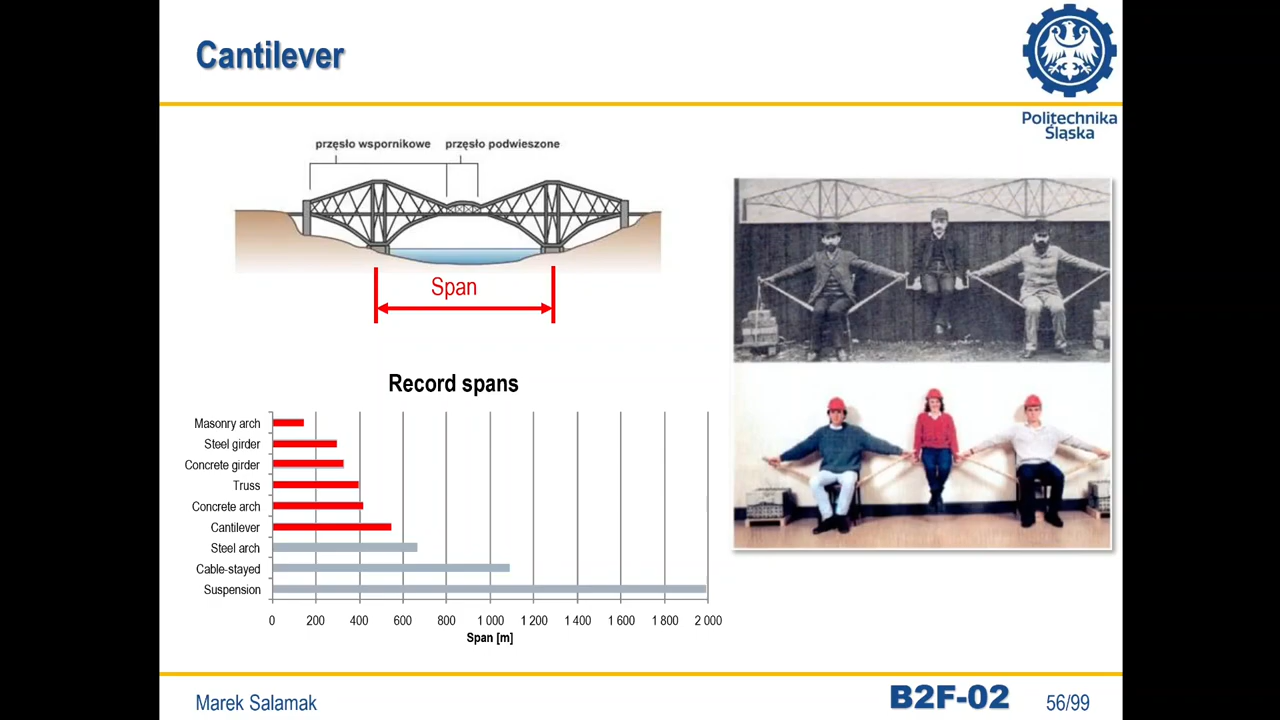 Cantilever
Politechnika
Śląska
przęsło wspornikowe
przęsło podwieszone
Span
Record spans
Masonry arch
Steel girder
Concrete girder
Truss
Concrete arch
Cantilever
Steel arch
Cable-stayed
Suspension
0 200 400 600 800 1 000 1 200 1 400 1 600 1 800 2 000
Span [m]
Marek Salamak
B2F-02
56/99